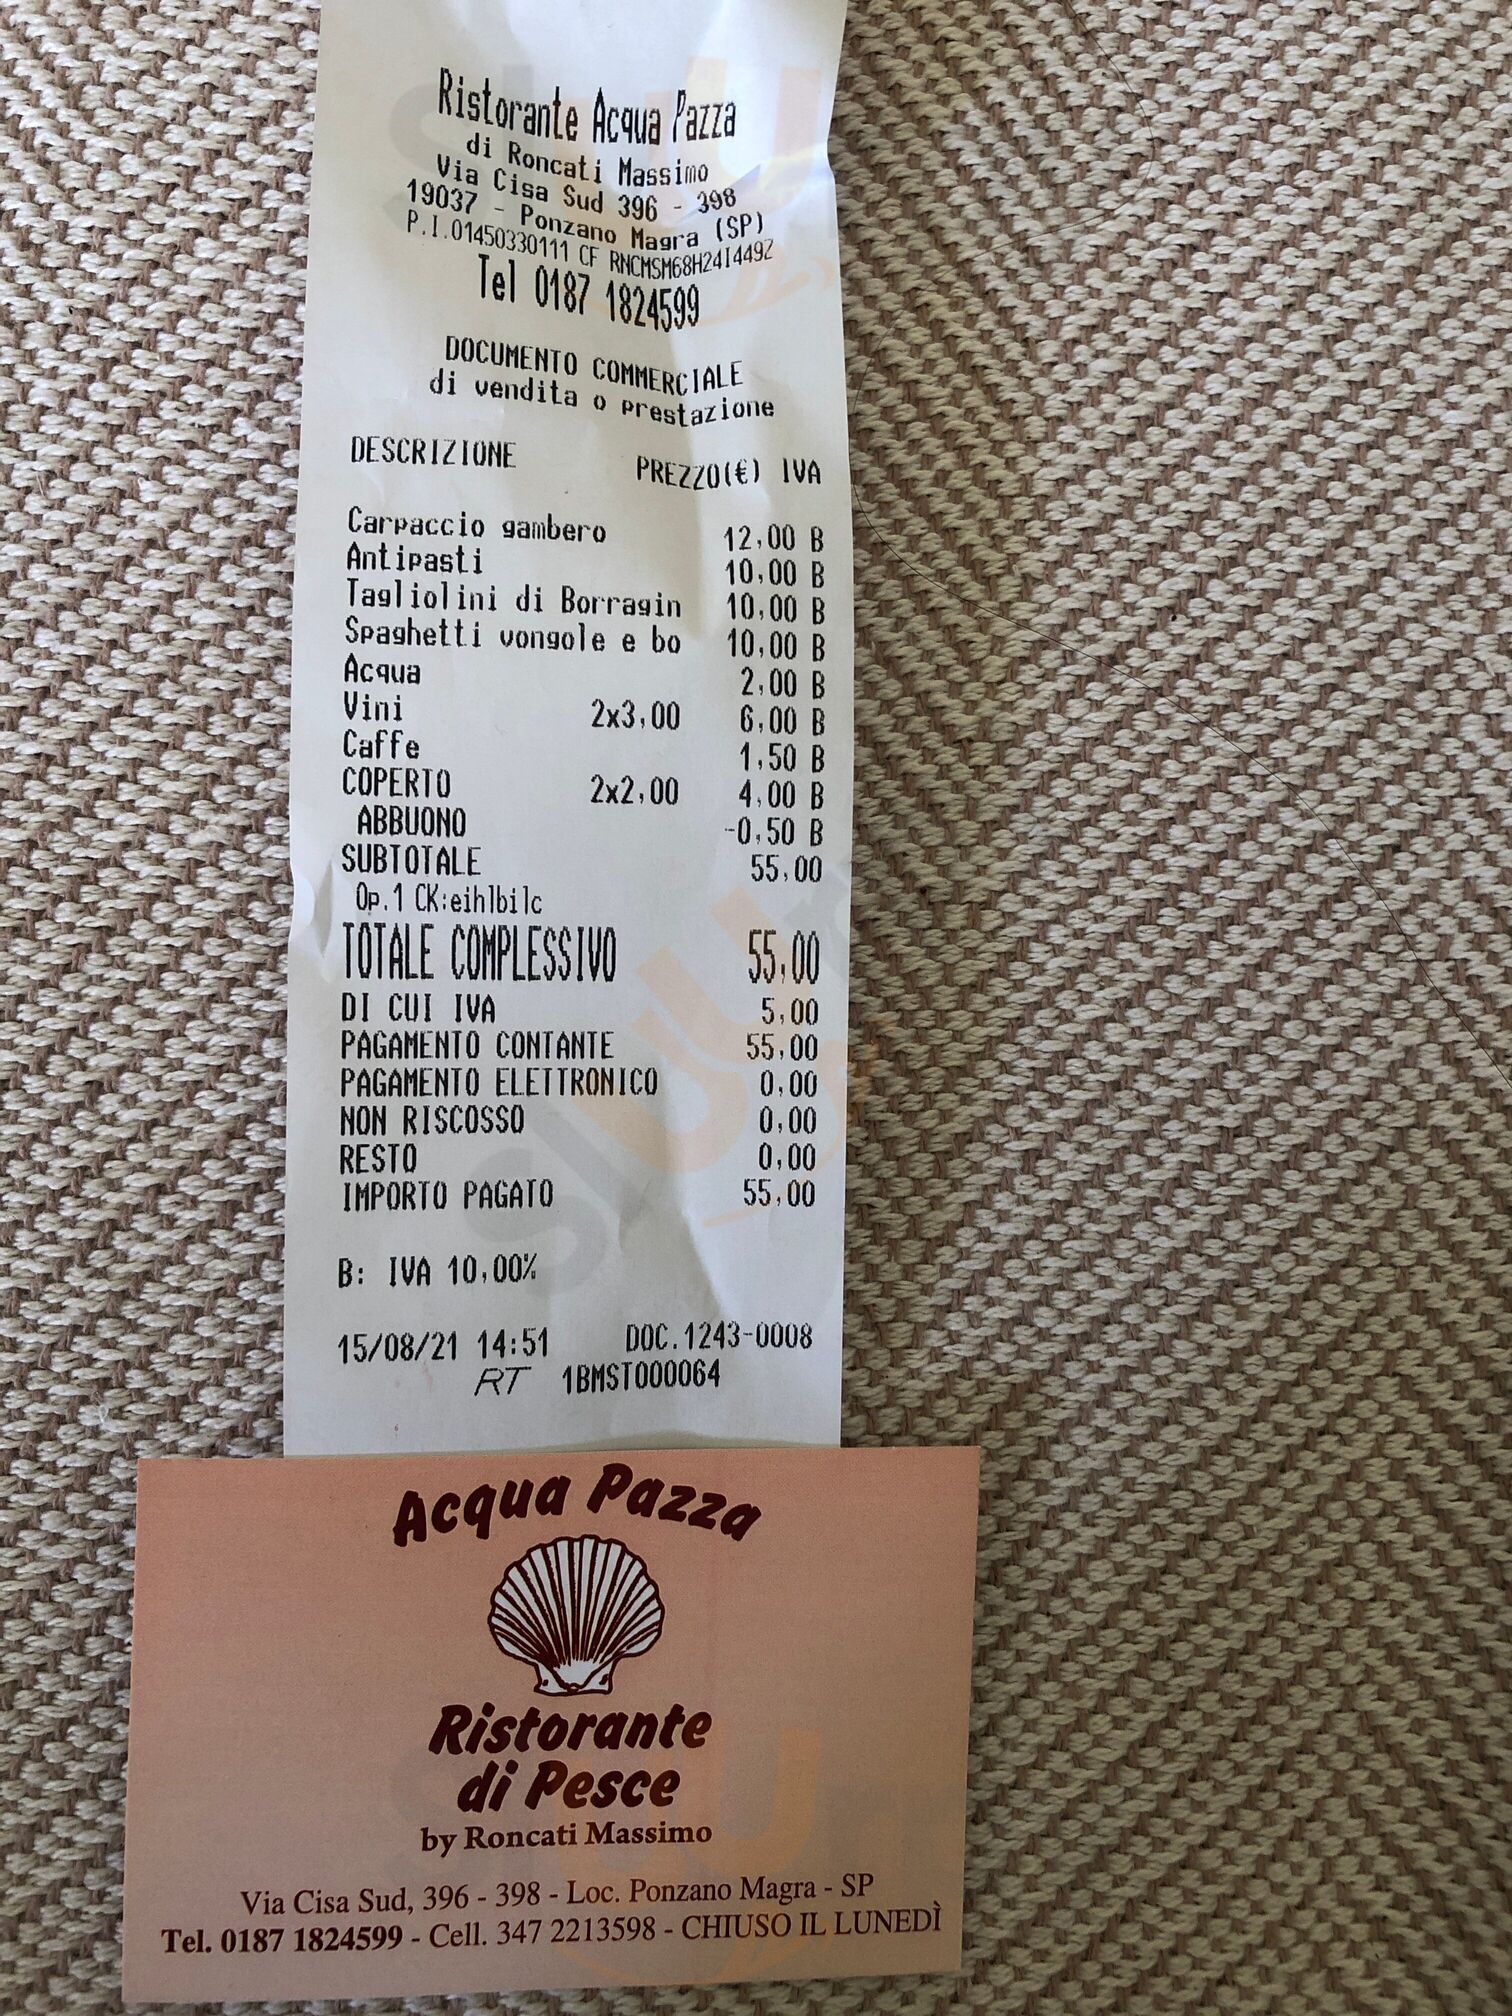 Ristorante Acqua Pazza
di Roncati Massimo
Via Cisa Sud 396 - 398
19037 - Ponzano Magra (SP)
P.I.01450330111 CF RNCMSM68H24I449Z
Tel 0187 1824599
DOCUMENTO COMMERCIALE
di vendita o prestazione
DESCRIZIONE PREZZO(€) IVA
Carpaccio gambero 12,00 B
Antipasti 10,00 B
Tagliolini di Borragin 10,00 B
Spaghetti vongole e bo 10,00 B
Acqua 2,00 B
Vini 2x3,00 6,00 B
Caffe 1,50 B
COPERTO 2x2,00 4,00 B
ABBUONO -0,50 B
SUBTOTALE 55,00
Op.1 CK:eihlbilc
TOTALE COMPLESSIVO 55,00
DI CUI IVA 5,00
PAGAMENTO CONTANTE 55,00
PAGAMENTO ELETTRONICO 0,00
NON RISCOSSO 0,00
RESTO 0,00
IMPORTO PAGATO 55,00
B: IVA 10,00%
15/08/21 14:51 DOC.1243-0008
RT 1BMST000064
Acqua Pazza
Ristorante
di Pesce
by Roncati Massimo
Via Cisa Sud, 396 - 398 - Loc. Ponzano Magra - SP
Tel. 0187 1824599 - Cell. 347 2213598 - CHIUSO IL LUNEDÌ